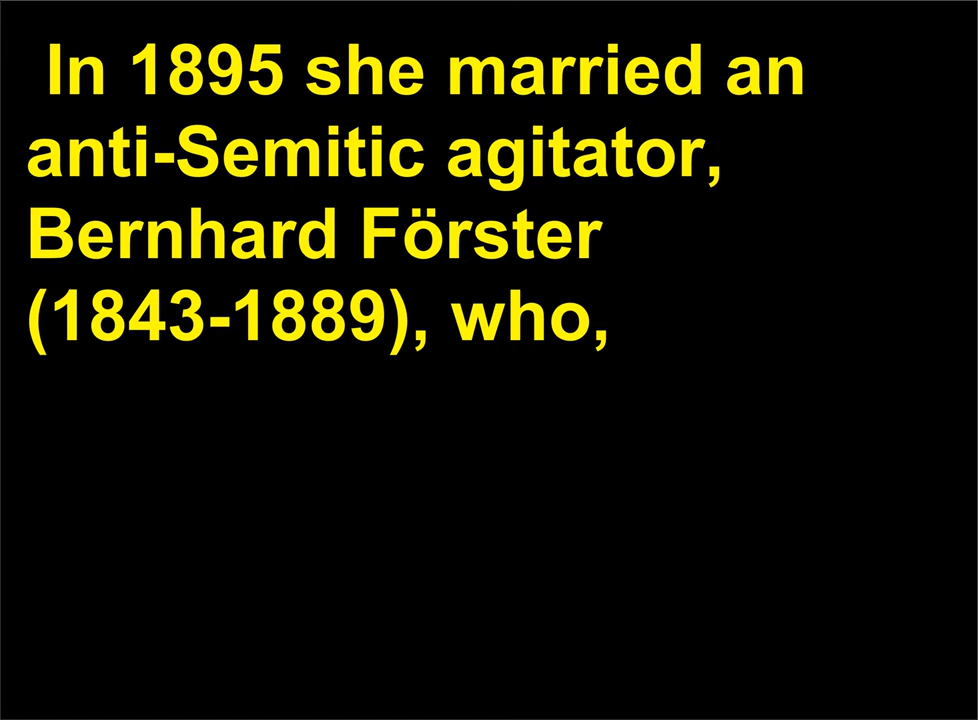 In 1895 she married an
anti-Semitic agitator,
Bernhard Förster
(1843-1889), who,